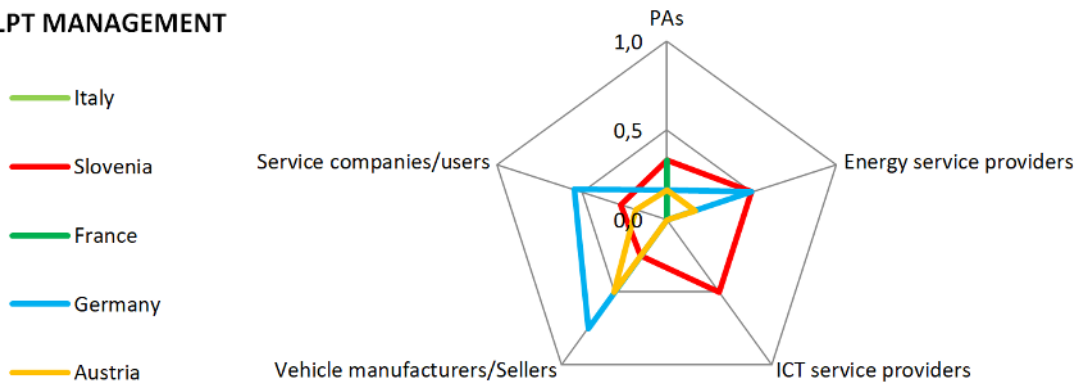 LPT MANAGEMENT
PAs
1,0
Italy
0,5
Slovenia
Service companies/users
Energy service providers
France
0,0
Germany
Vehicle manufacturers/Sellers
ICT service providers
Austria